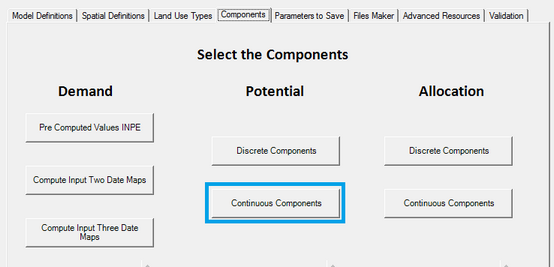 Model Definitions Spatial Definitions Land Use Types Components Parameters to Save Files Maker Advanced Resources Validation
Select the Components
Demand Potential Allocation
Pre Computed Values INPE
Discrete Components Discrete Components
Compute Input Two Date Maps
Continuous Components Continuous Components
Compute Input Three Date
Maps